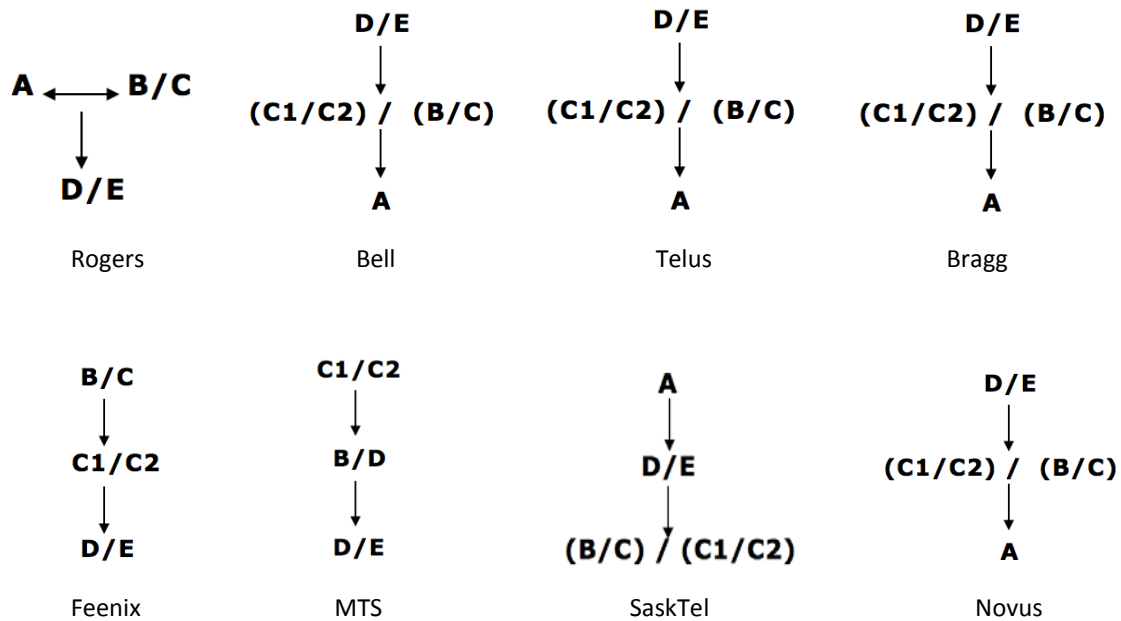 D/E
D/E
D/E
A
B/C
(C1/C2) / (B/C)
(C1/C2) / (B/C)
(C1/C2) / (B/C)
D/E
A
A
A
Rogers
Bell
Telus
Bragg
B/C
C1/C2
A
D/E
C1/C2
B/D
D/E
(C1/C2) / (B/C)
D/E
D/E
(B/C) / (C1/C2)
A
Feenix
MTS
SaskTel
Novus